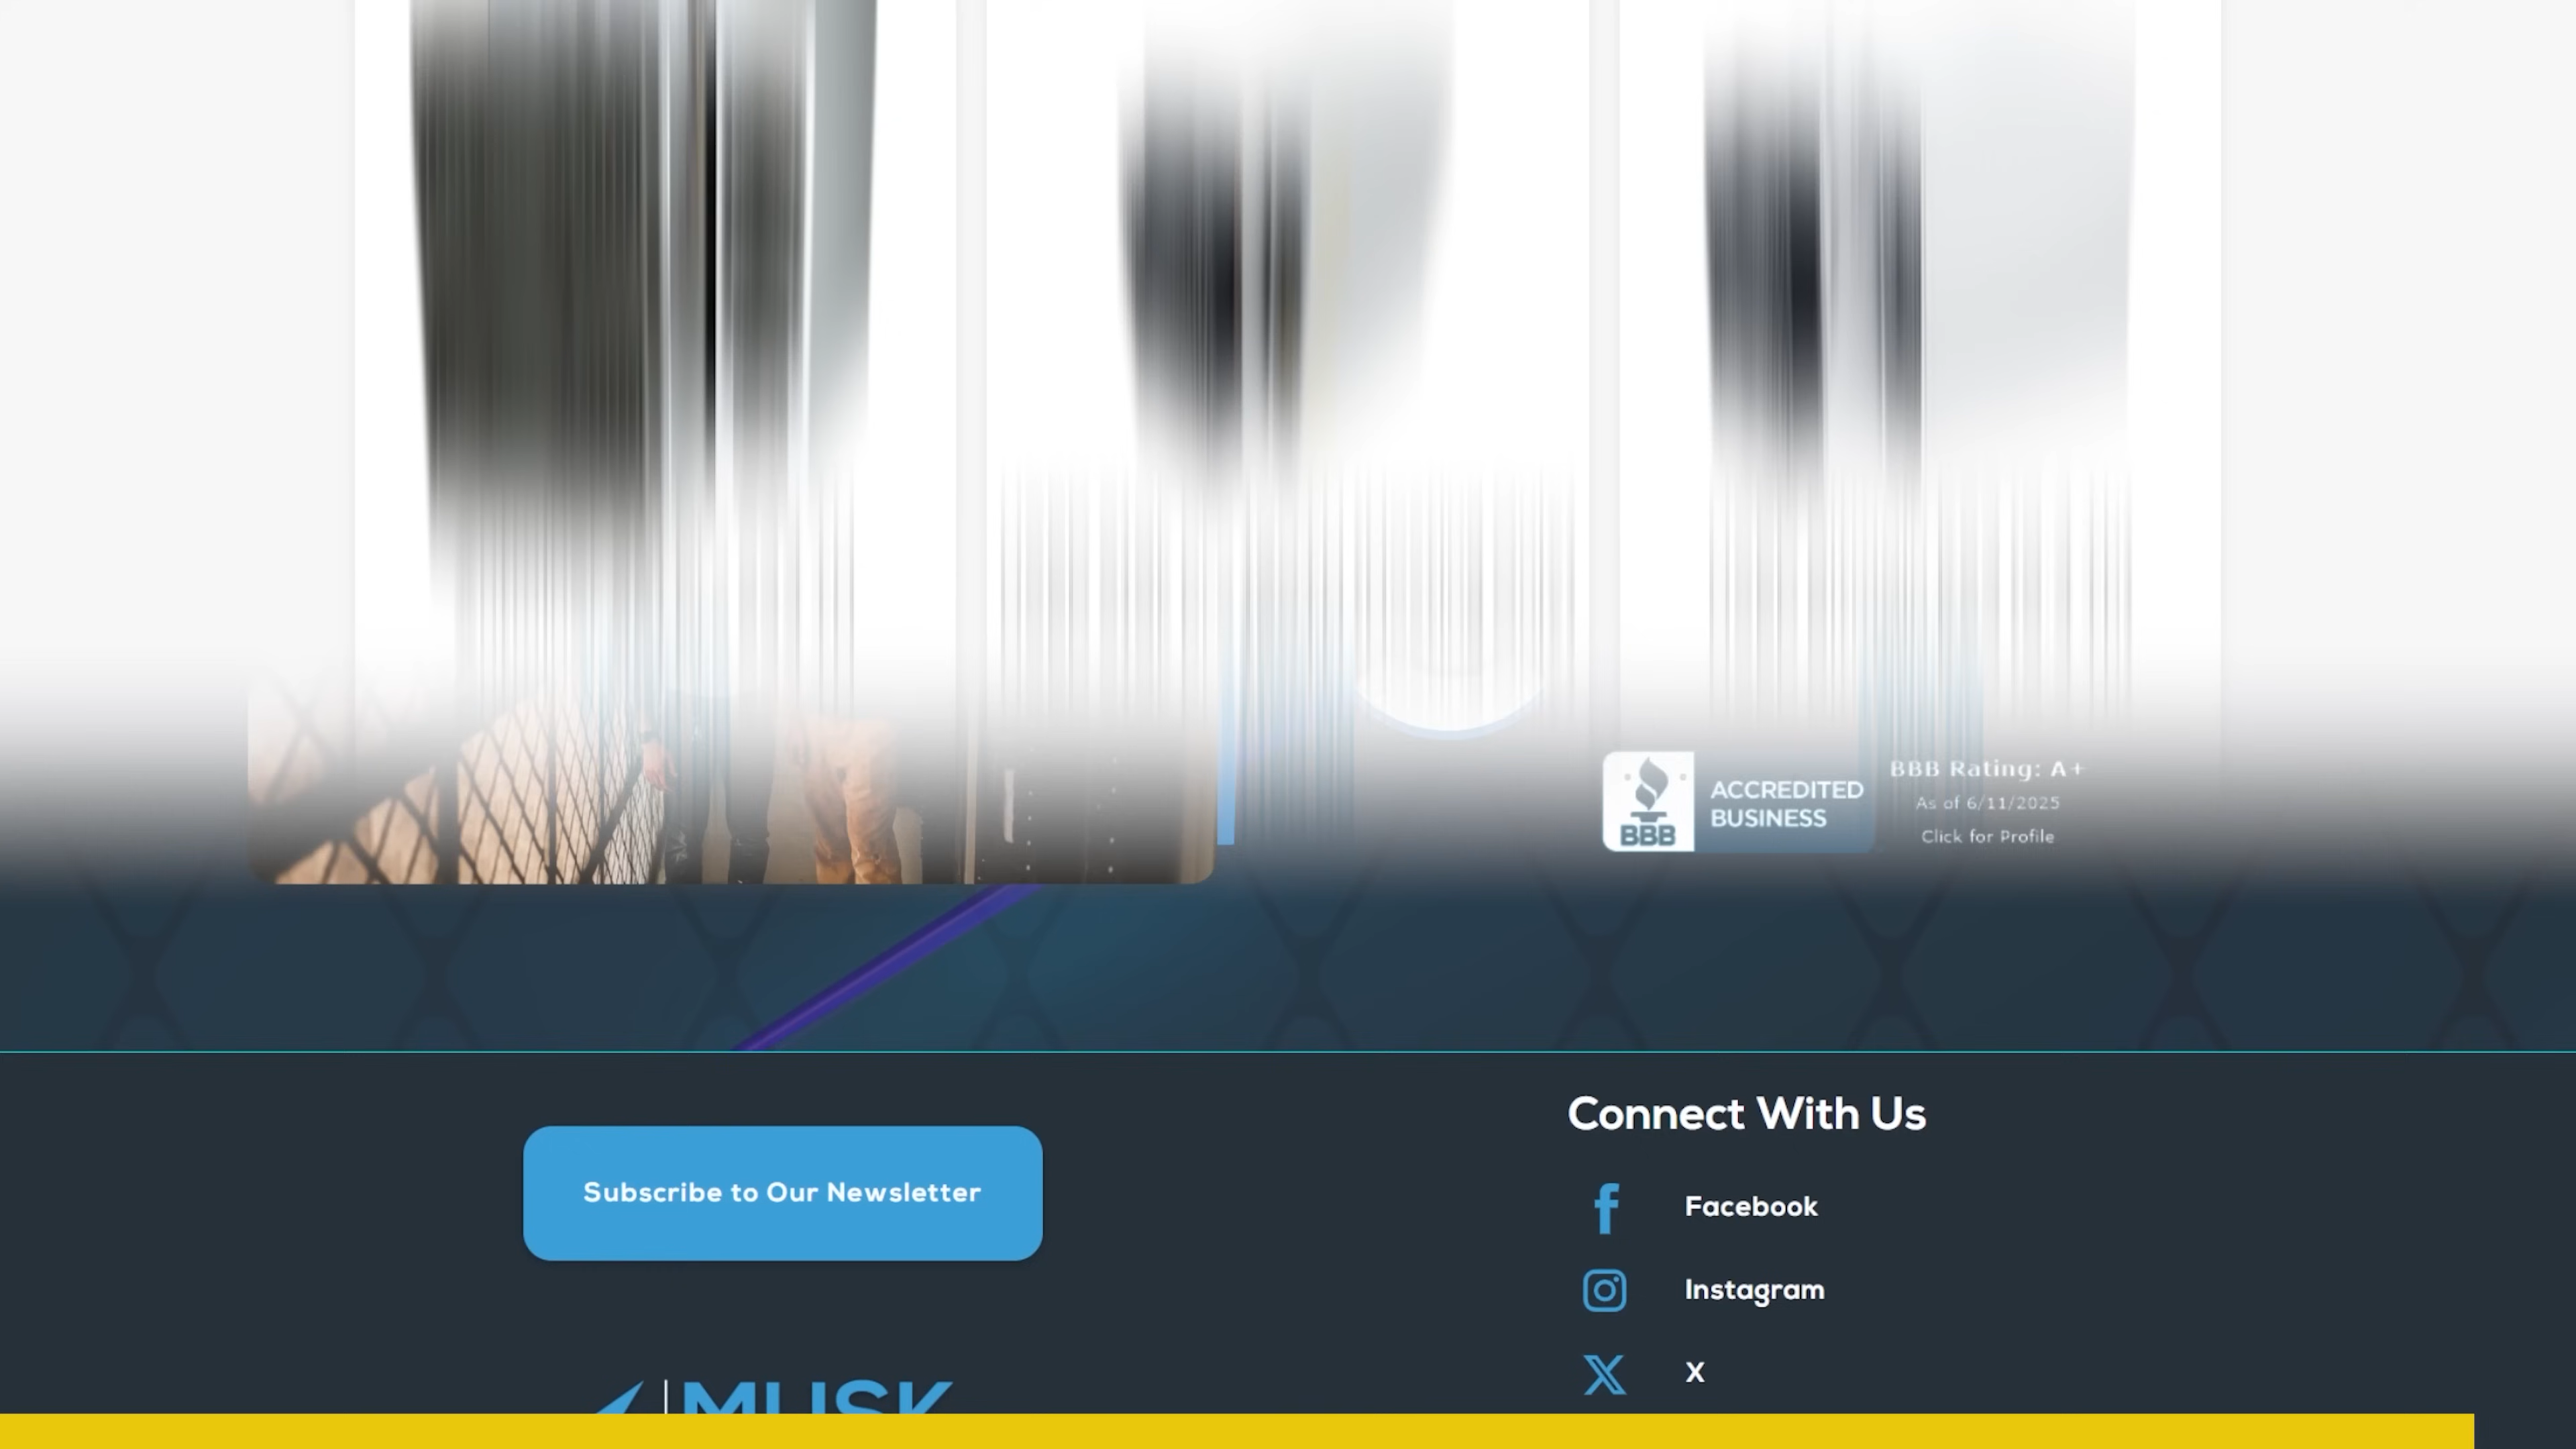 BBB
ACCREDITED
BUSINESS
BBB Rating: A+
As of 6/11/2025
Click for Profile
Connect With Us
Subscribe to Our Newsletter
Facebook
Instagram
X
MUSK